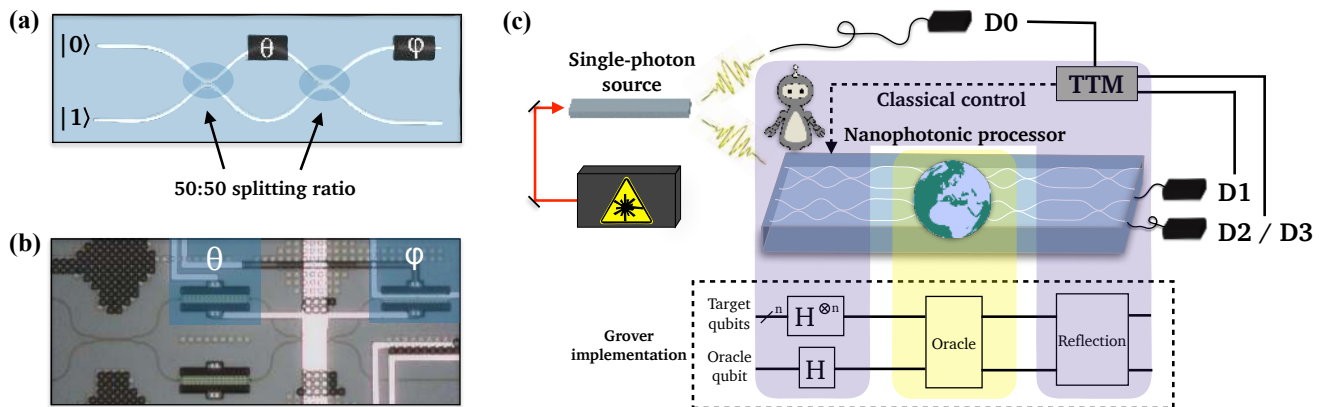 (a)
|0⟩
θ
φ
|1⟩
50:50 splitting ratio
(b)
θ
φ
(c)
D0
Single-photon
source
TTM
Classical control
Nanophotonic processor
D1
D2 / D3
Grover
implementation
Target
qubits
n
H⊗n
Oracle
qubit
H
Oracle
Reflection